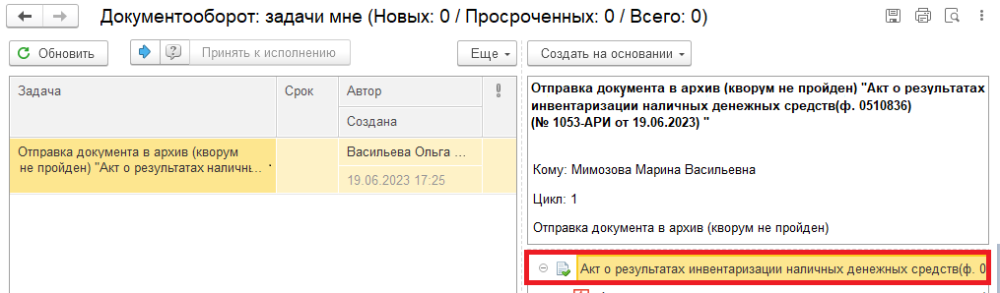 Документооборот: задачи мне (Новых: 0 / Просроченных: 0 / Всего: 0)
Обновить
Принять к исполнению
Еще
Создать на основании
Задача
Срок
Автор
Создана
Отправка документа в архив (кворум
не пройден) "Акт о результатах наличнь...
Васильева Ольга ...
19.06.2023 17:25
Отправка документа в архив (кворум не пройден) "Акт о результатах
инвентаризации наличных денежных средств(ф. 0510836)
(№ 1053-АРИ от 19.06.2023) "
Кому: Мимозова Марина Васильевна
Цикл: 1
Отправка документа в архив (кворум не пройден)
Акт о результатах инвентаризации наличных денежных средств(ф. 0